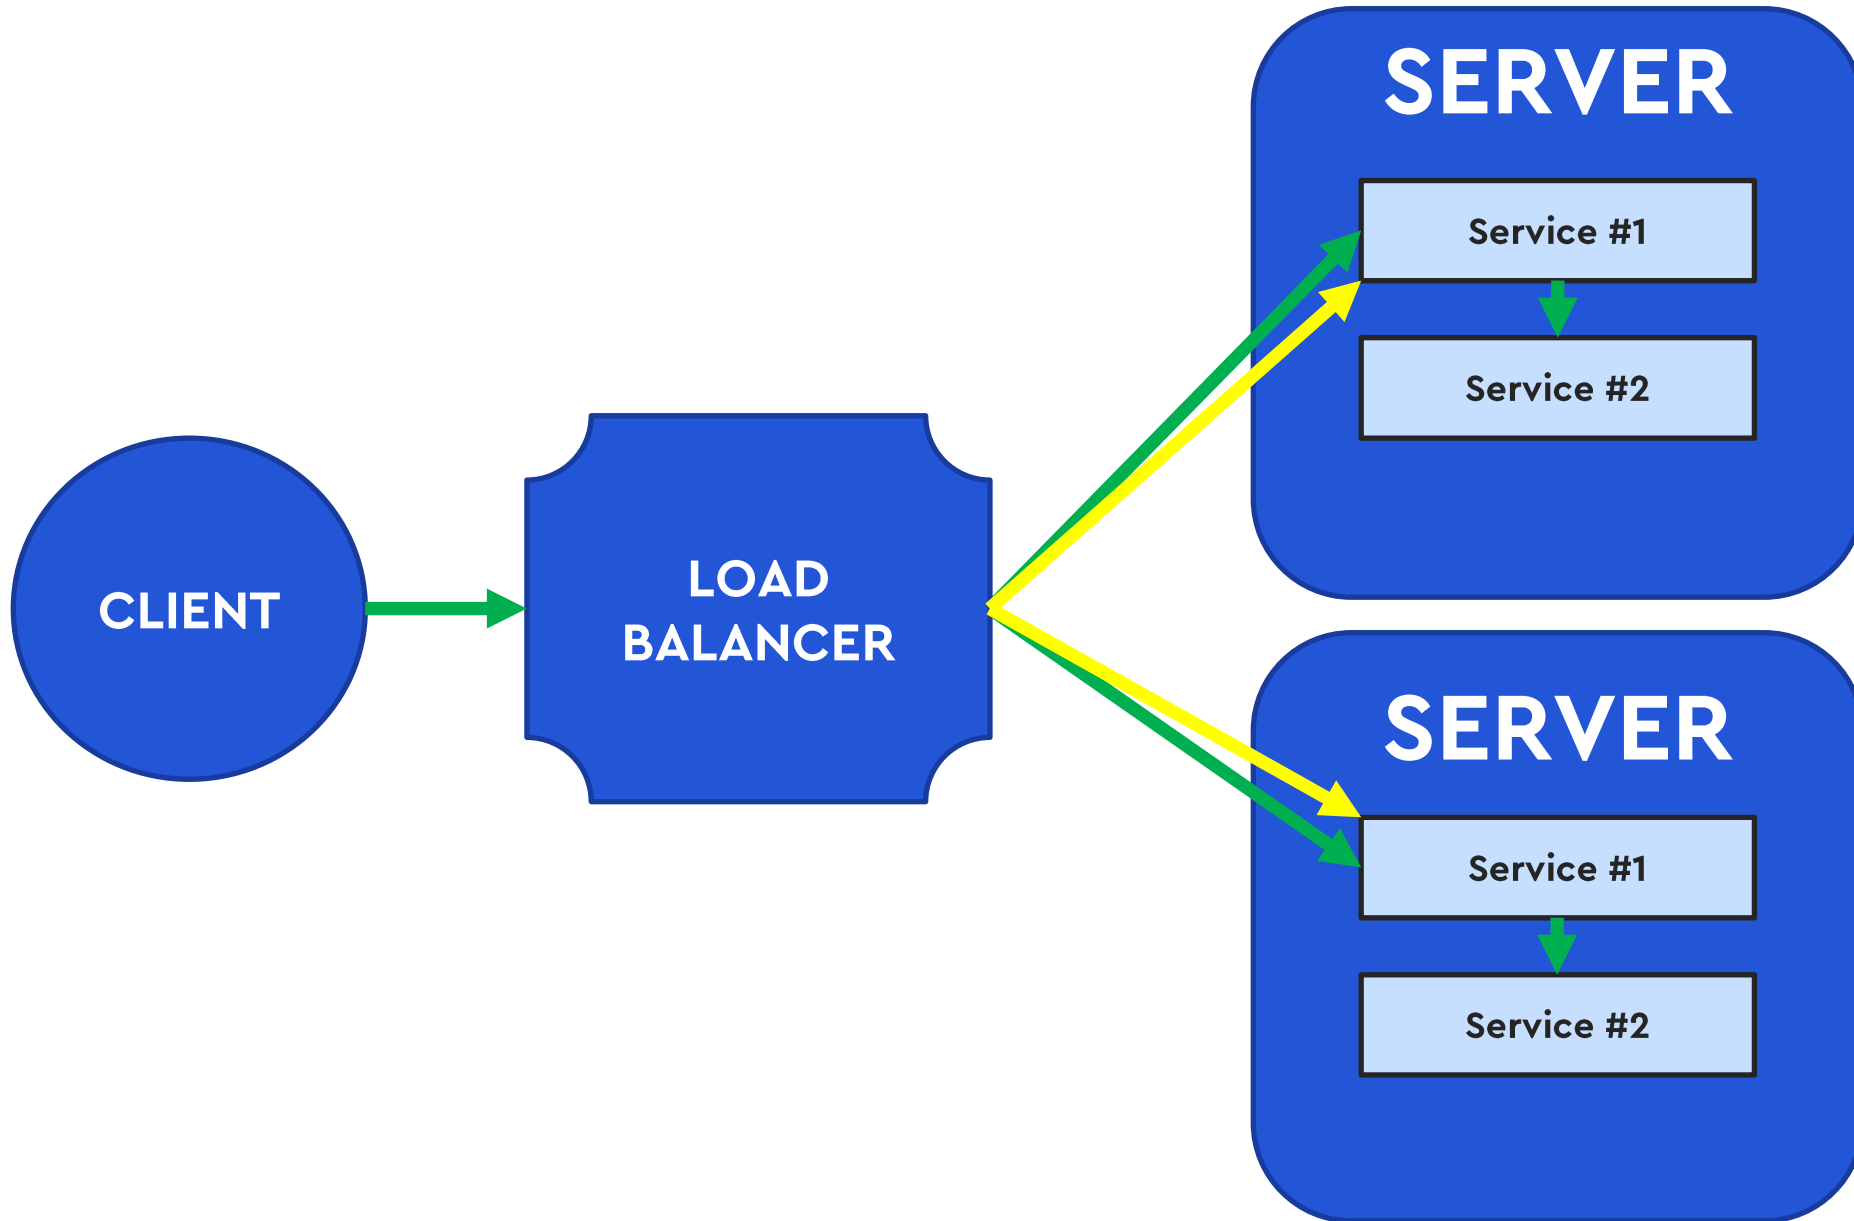 CLIENT
LOAD
BALANCER
SERVER
Service #1
Service #2
SERVER
Service #1
Service #2